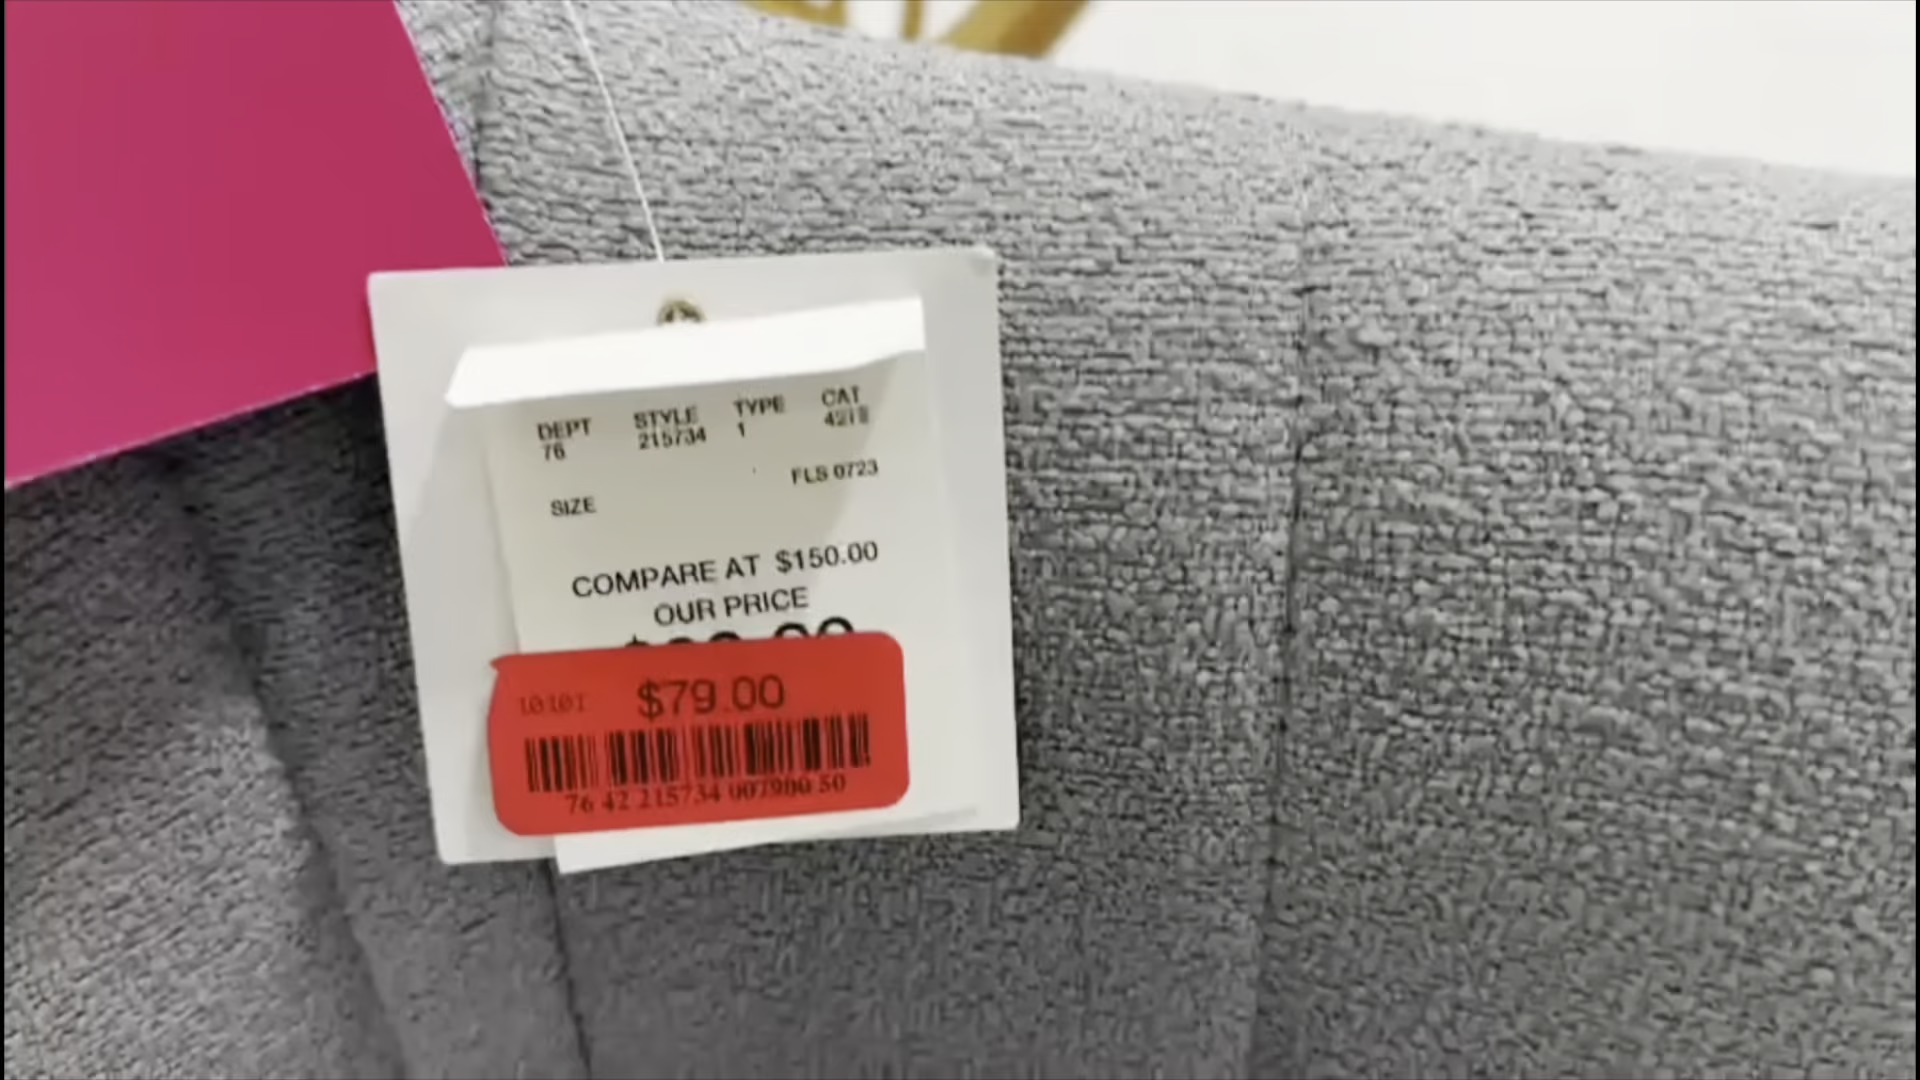 DEPT STYLE TYPE CAT
76 215734 1
FLS 0723
SIZE
COMPARE AT $150.00
OUR PRICE
10101 $79.00
76 42 215734 007900 50